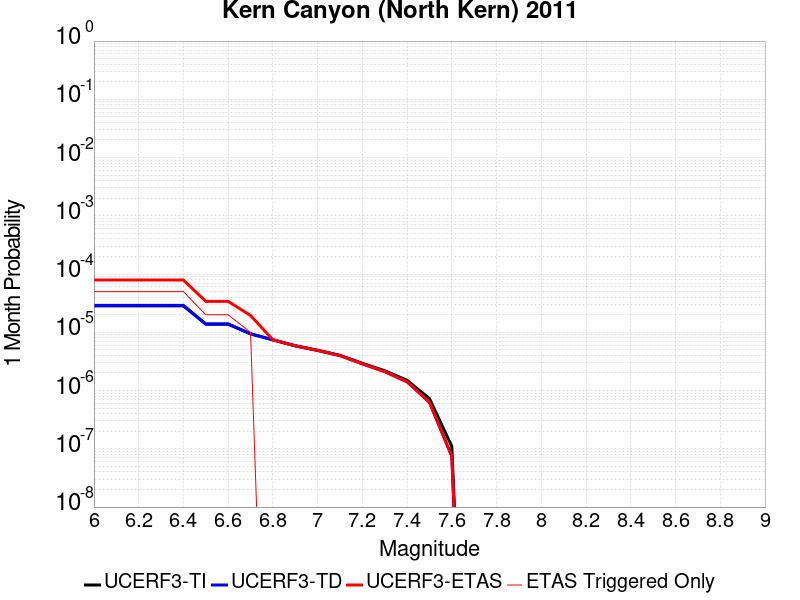 Kern Canyon (North Kern) 2011
10^0
10^-1
10^-2
10^-3
10^-4
10^-5
10^-6
10^-7
10^-8
1 Month Probability
6 6.2 6.4 6.6 6.8 7 7.2 7.4 7.6 7.8 8 8.2 8.4 8.6 8.8 9
Magnitude
UCERF3-TI UCERF3-TD UCERF3-ETAS ETAS Triggered Only